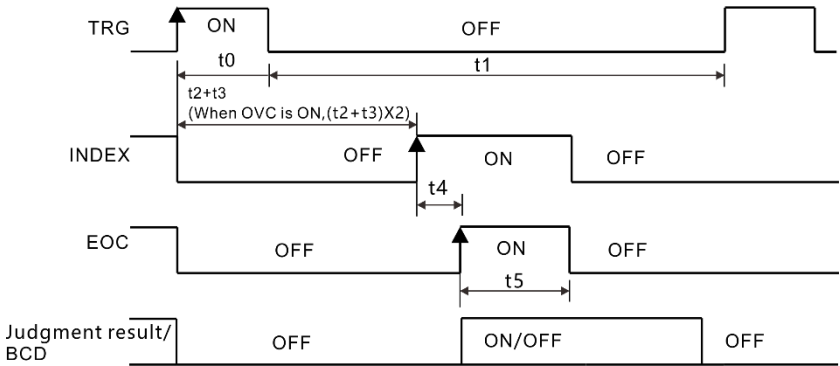 TRG
ON
OFF
t0
t1
t2+t3
(When OVC is ON,(t2+t3)X2)
INDEX
OFF
ON
OFF
t4
EOC
OFF
ON
OFF
t5
Judgment result/
BCD
OFF
ON/OFF
OFF